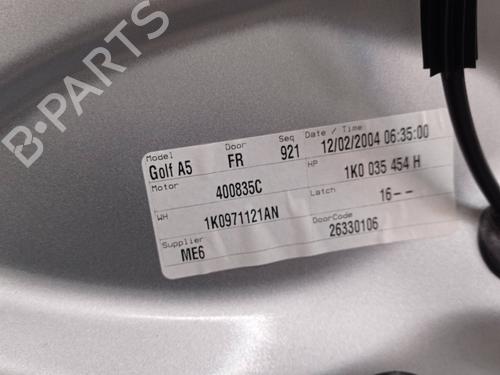 B-PARTS
Model Door Seq Date / Time
Golf A5 FR 921 12/02/2004 06:35:00
Motor HP
400835C 1K0 035 454 H
WH Latch
1K0971121AN 16--
Supplier DoorCode
ME6 26330106